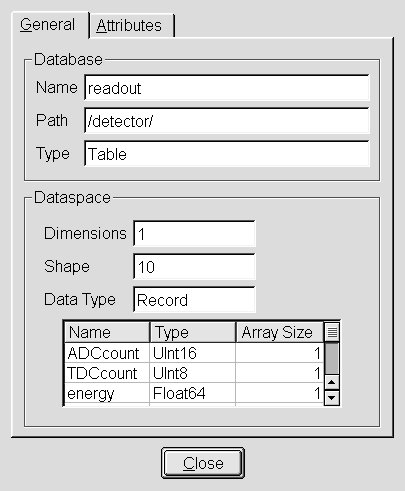 General Attributes
Database
Name readout
Path /detector/
Type Table
Dataspace
Dimensions 1
Shape 10
Data Type Record
Name Type Array Size
ADCcount UInt16 1
TDCcount UInt8 1
energy Float64 1
Close